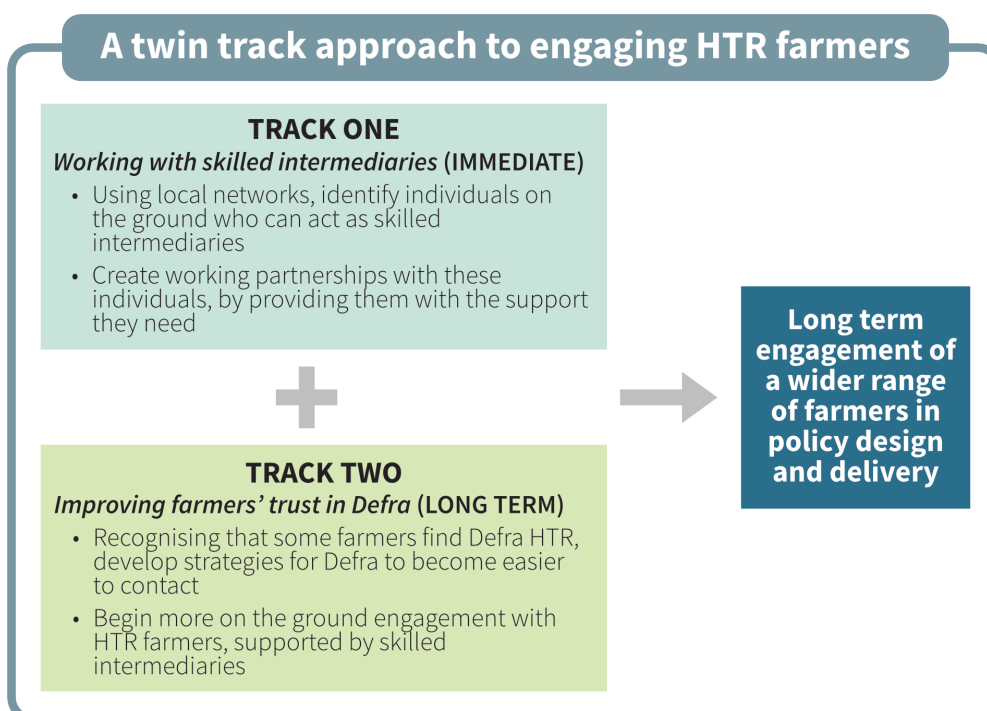 A twin track approach to engaging HTR farmers
TRACK ONE
Working with skilled intermediaries (IMMEDIATE)
• Using local networks, identify individuals on
the ground who can act as skilled
intermediaries
• Create working partnerships with these
individuals, by providing them with the support
they need
TRACK TWO
Improving farmers’ trust in Defra (LONG TERM)
• Recognising that some farmers find Defra HTR,
develop strategies for Defra to become easier
to contact
• Begin more on the ground engagement with
HTR farmers, supported by skilled
intermediaries
Long term
engagement of
a wider range
of farmers in
policy design
and delivery